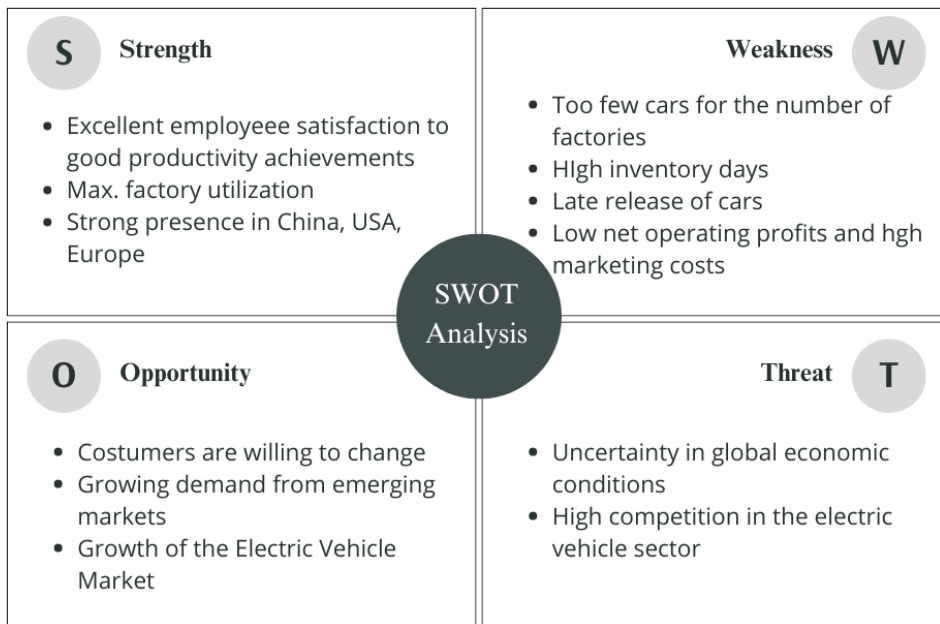 S
Strength
• Excellent employeee satisfaction to
good productivity achievements
• Max. factory utilization
• Strong presence in China, USA,
Europe
Weakness
W
• Too few cars for the number of
factories
• HIgh inventory days
• Late release of cars
• Low net operating profits and hgh
marketing costs
SWOT
Analysis
O
Opportunity
• Costumers are willing to change
• Growing demand from emerging
markets
• Growth of the Electric Vehicle
Market
Threat
T
• Uncertainty in global economic
conditions
• High competition in the electric
vehicle sector